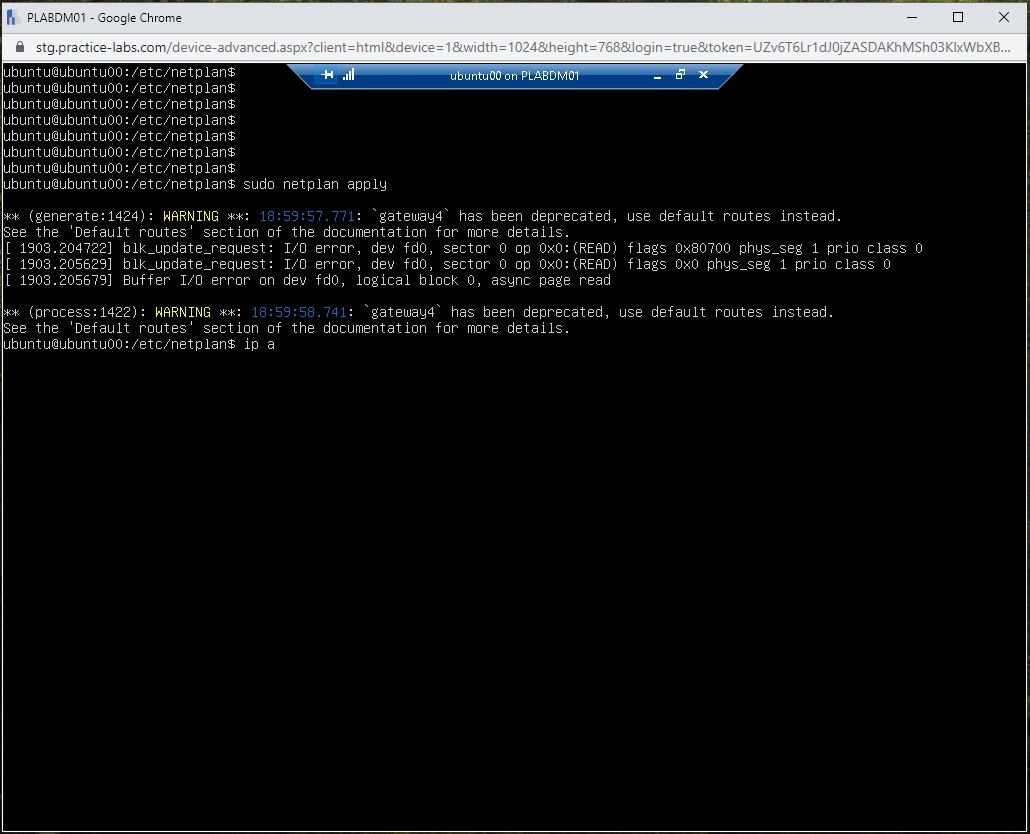 PLABDM01 - Google Chrome
stg.practice-labs.com/device-advanced.aspx?client=html&device=1&width=1024&height=768&login=true&token=UZv6T6Lr1dJ0jZASDAKhMSh03KlxWbXB...
ubuntu00 on PLABDM01
ubuntu@ubuntu00:/etc/netplan$
ubuntu@ubuntu00:/etc/netplan$
ubuntu@ubuntu00:/etc/netplan$
ubuntu@ubuntu00:/etc/netplan$
ubuntu@ubuntu00:/etc/netplan$
ubuntu@ubuntu00:/etc/netplan$
ubuntu@ubuntu00:/etc/netplan$
ubuntu@ubuntu00:/etc/netplan$ sudo netplan apply
** (generate:1424): WARNING **: 18:59:57.771: `gateway4` has been deprecated, use default routes instead.
See the 'Default routes' section of the documentation for more details.
[ 1903.204722] blk_update_request: I/O error, dev fd0, sector 0 op 0x0:(READ) flags 0x80700 phys_seg 1 prio class 0
[ 1903.205629] blk_update_request: I/O error, dev fd0, sector 0 op 0x0:(READ) flags 0x0 phys_seg 1 prio class 0
[ 1903.205679] Buffer I/O error on dev fd0, logical block 0, async page read
** (process:1422): WARNING **: 18:59:58.741: `gateway4` has been deprecated, use default routes instead.
See the 'Default routes' section of the documentation for more details.
ubuntu@ubuntu00:/etc/netplan$ ip a